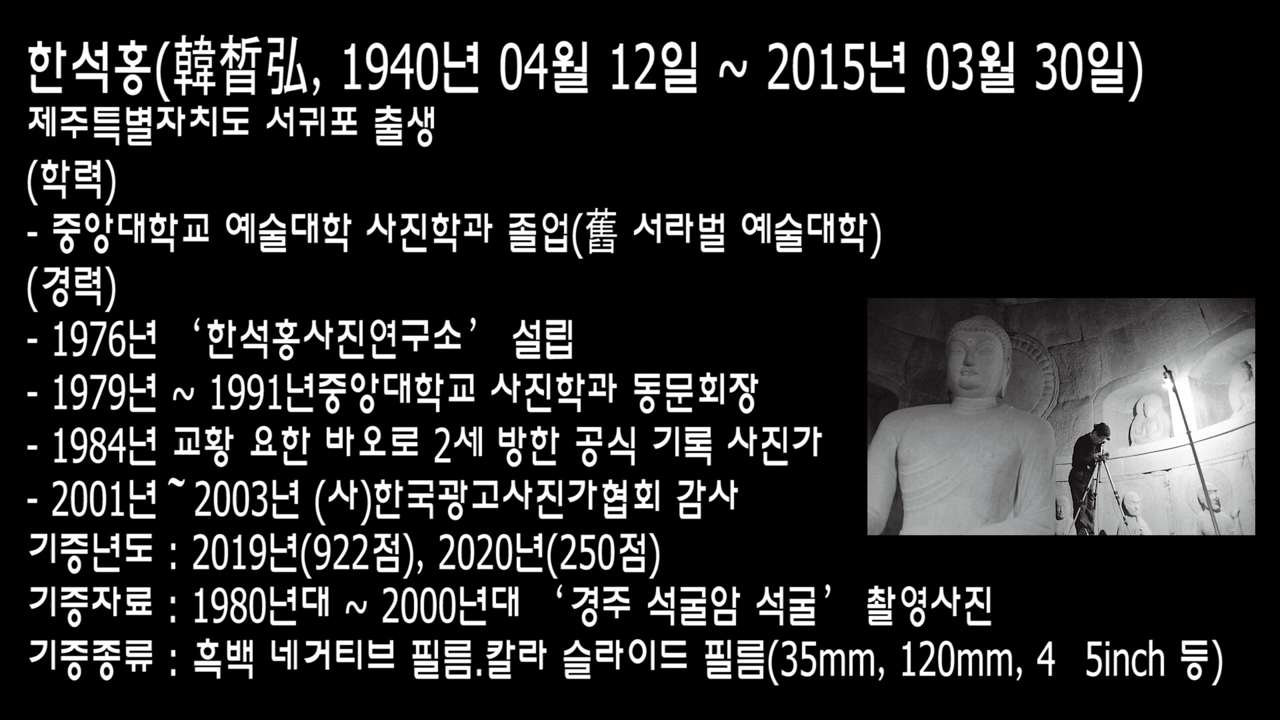 한석홍(韓晳弘, 1940년 04월 12일 ~ 2015년 03월 30일)
제주특별자치도 서귀포 출생
(학력)
- 중앙대학교 예술대학 사진학과 졸업(舊 서라벌 예술대학)
(경력)
- 1976년 ‘한석홍사진연구소’ 설립
- 1979년 ~ 1991년중앙대학교 사진학과 동문회장
- 1984년 교황 요한 바오로 2세 방한 공식 기록 사진가
- 2001년 ~ 2003년 (사)한국광고사진가협회 감사
기증년도 : 2019년(922점), 2020년(250점)
기증자료 : 1980년대 ~ 2000년대 ‘경주 석굴암 석굴’ 촬영사진
기증종류 : 흑백 네거티브 필름.칼라 슬라이드 필름(35mm, 120mm, 4 5inch 등)